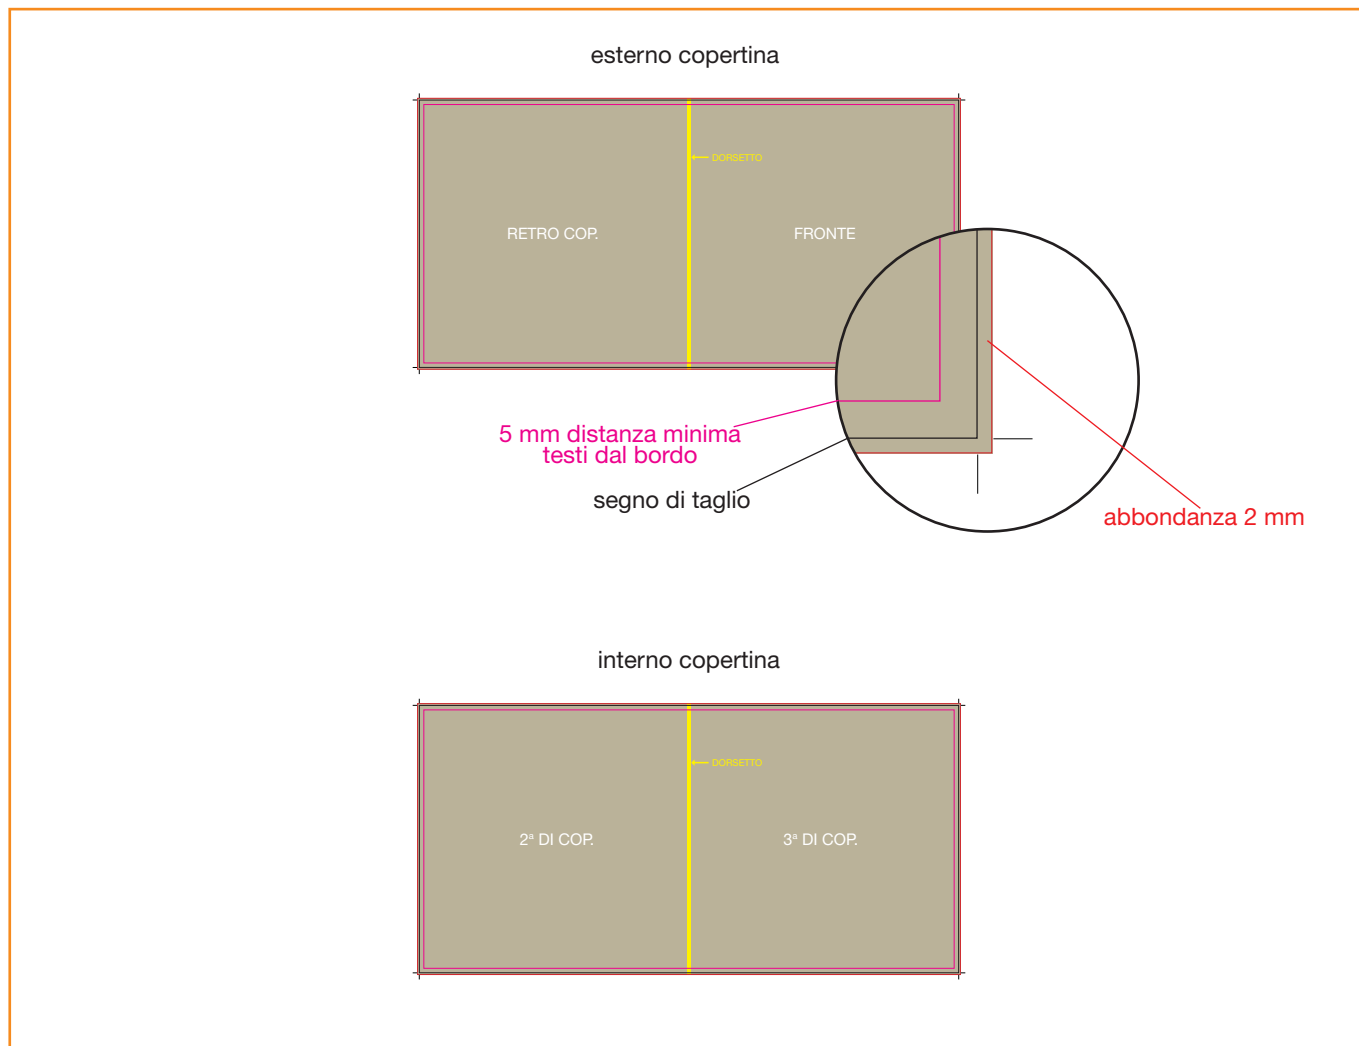 esterno copertina
DORSETTO
RETRO COP.
FRONTE
5 mm distanza minima
testi dal bordo
segno di taglio
abbondanza 2 mm
interno copertina
DORSETTO
2ª DI COP.
3ª DI COP.